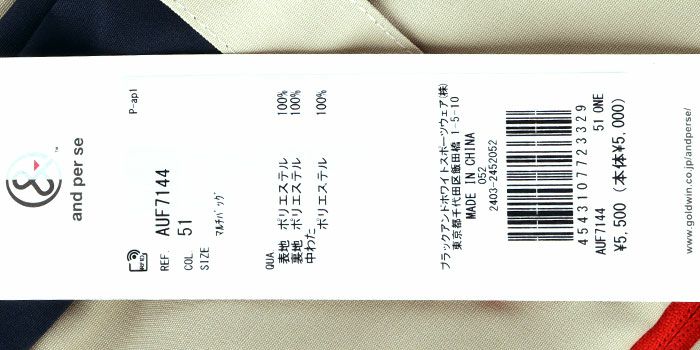 and per se
™
P-ap1
REF. AUF7144
COL. 51
SIZE
マルチバッグ
QUA
表地 ポリエステル 100%
裏地 ポリエステル 100%
中わた ポリエステル 100%
ブラックアンドホワイトスポーツウェア(株)
東京都千代田区飯田橋 1-5-10
MADE IN CHINA
052
2403-2452052
4543107723329
AUF7144 51 ONE
¥5,500 (本体¥5,000)
www.goldwin.co.jp/andperse/